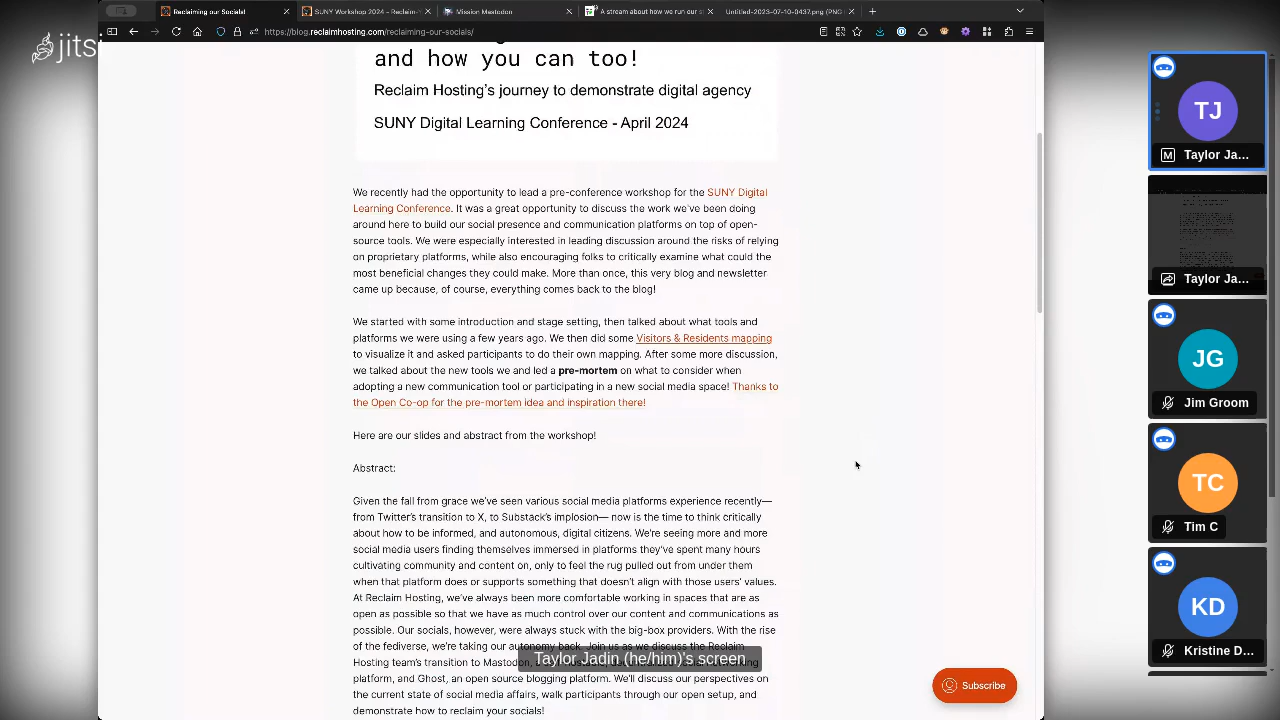 jitsi
Reclaiming our Socials!
SUNY Workshop 2024 - Reclaim
Mission Mastodon
A stream about how we run our s
Untitled-2023-07-10-0437.png (PNG
https://blog.reclaimhosting.com/reclaiming-our-socials/
and how you can too!
Reclaim Hosting's journey to demonstrate digital agency
SUNY Digital Learning Conference - April 2024
We recently had the opportunity to lead a pre-conference workshop for the SUNY Digital
Learning Conference. It was a great opportunity to discuss the work we've been doing
around here to build our social presence and communication platforms on top of open-
source tools. We were especially interested in leading discussion around the risks of relying
on proprietary platforms, while also encouraging folks to critically examine what could the
most beneficial changes they could make. More than once, this very blog and newsletter
came up because, of course, everything comes back to the blog!
We started with some introduction and stage setting, then talked about what tools and
platforms we were using a few years ago. We then did some Visitors & Residents mapping
to visualize it and asked participants to do their own mapping. After some more discussion,
we talked about the new tools we led a pre-mortem on what to consider when
adopting a new communication tool or participating in a new social media space! Thanks to
the Open Co-op for the pre-mortem idea and inspiration there!
Here are our slides and abstract from the workshop!
Abstract:
Given the fall from grace we've seen various social media platforms experience recently—
from Twitter's transition to X, to Substack's implosion— now is the time to think critically
about how to be informed, and autonomous, digital citizens. We're seeing more and more
social media users finding themselves immersed in platforms they've spent many hours
cultivating community and content on, only to feel the rug pulled out from under them
when that platform does or supports something that doesn't align with those users' values.
At Reclaim Hosting, we've always been more comfortable working in spaces that are as
open as possible so that we have as much control over our content and communications as
possible. Our socials, however, were always stuck with the big-box providers. With the rise
of the fediverse, we're taking our autonomy back. Join us as we discuss the Reclaim
Hosting team's transition to Mastodon,
platform, and Ghost, an open source blogging platform. We'll discuss our perspectives on
the current state of social media affairs, walk participants through our open setup, and
demonstrate how to reclaim your socials!
Taylor Jadin (he/him)'s screen
Subscribe
TJ
M
Taylor Ja...
Taylor Ja...
JG
Jim Groom
TC
Tim C
KD
Kristine D...